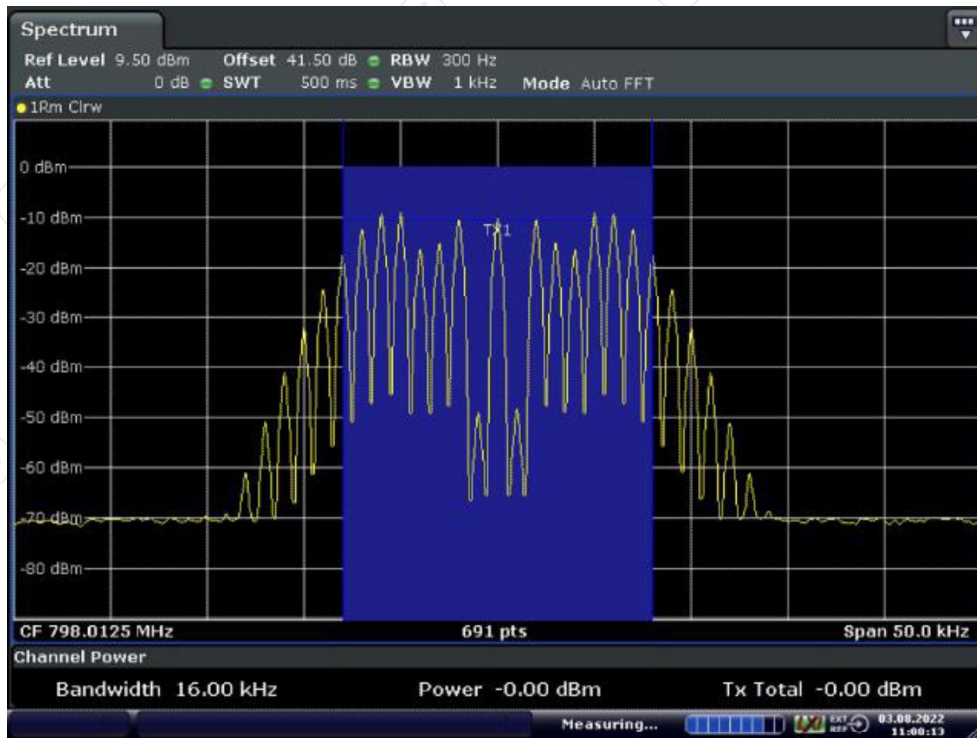 Spectrum
Ref Level 9.50 dBm Offset 41.50 dB RBW 300 Hz
Att 0 dB SWT 500 ms VBW 1 kHz Mode Auto FFT
1Rm Clrw
0 dBm
-10 dBm
TX1
-20 dBm
-30 dBm
-40 dBm
-50 dBm
-60 dBm
-70 dBm
-80 dBm
CF 798.0125 MHz 691 pts Span 50.0 kHz
Channel Power
Bandwidth 16.00 kHz Power -0.00 dBm Tx Total -0.00 dBm
Measuring... LXI EXT REF 03.08.2022
11:00:13